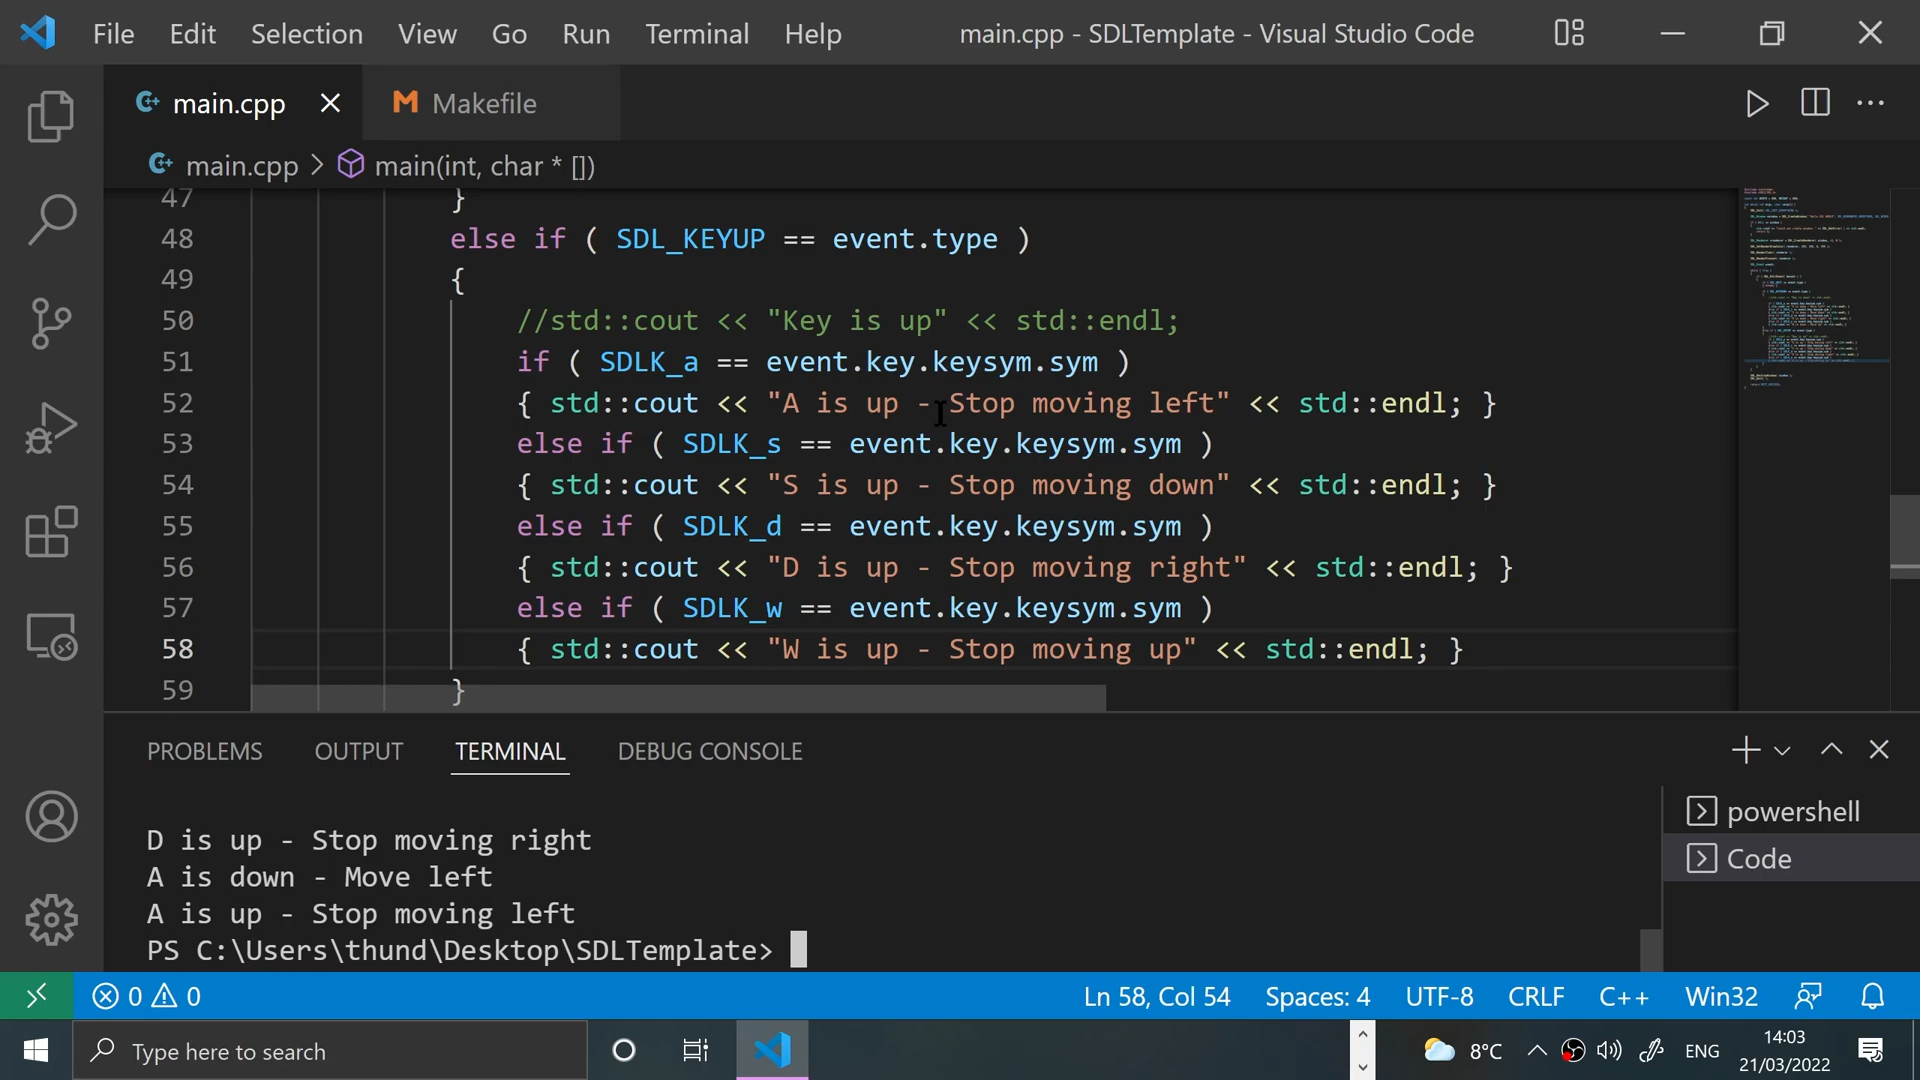 File Edit Selection View Go Run Terminal Help main.cpp - SDLTemplate - Visual Studio Code
main.cpp Makefile
main.cpp > main(int, char * [])
47 }
48 else if ( SDL_KEYUP == event.type )
49 {
50 //std::cout << "Key is up" << std::endl;
51 if ( SDLK_a == event.key.keysym.sym )
52 { std::cout << "A is up - Stop moving left" << std::endl; }
53 else if ( SDLK_s == event.key.keysym.sym )
54 { std::cout << "S is up - Stop moving down" << std::endl; }
55 else if ( SDLK_d == event.key.keysym.sym )
56 { std::cout << "D is up - Stop moving right" << std::endl; }
57 else if ( SDLK_w == event.key.keysym.sym )
58 { std::cout << "W is up - Stop moving up" << std::endl; }
59 }
PROBLEMS OUTPUT TERMINAL DEBUG CONSOLE
powershell
Code
D is up - Stop moving right
A is down - Move left
A is up - Stop moving left
PS C:\Users\thund\Desktop\SDLTemplate>
0 0 Ln 58, Col 54 Spaces: 4 UTF-8 CRLF C++ Win32
Type here to search 8°C ENG 14:03
21/03/2022